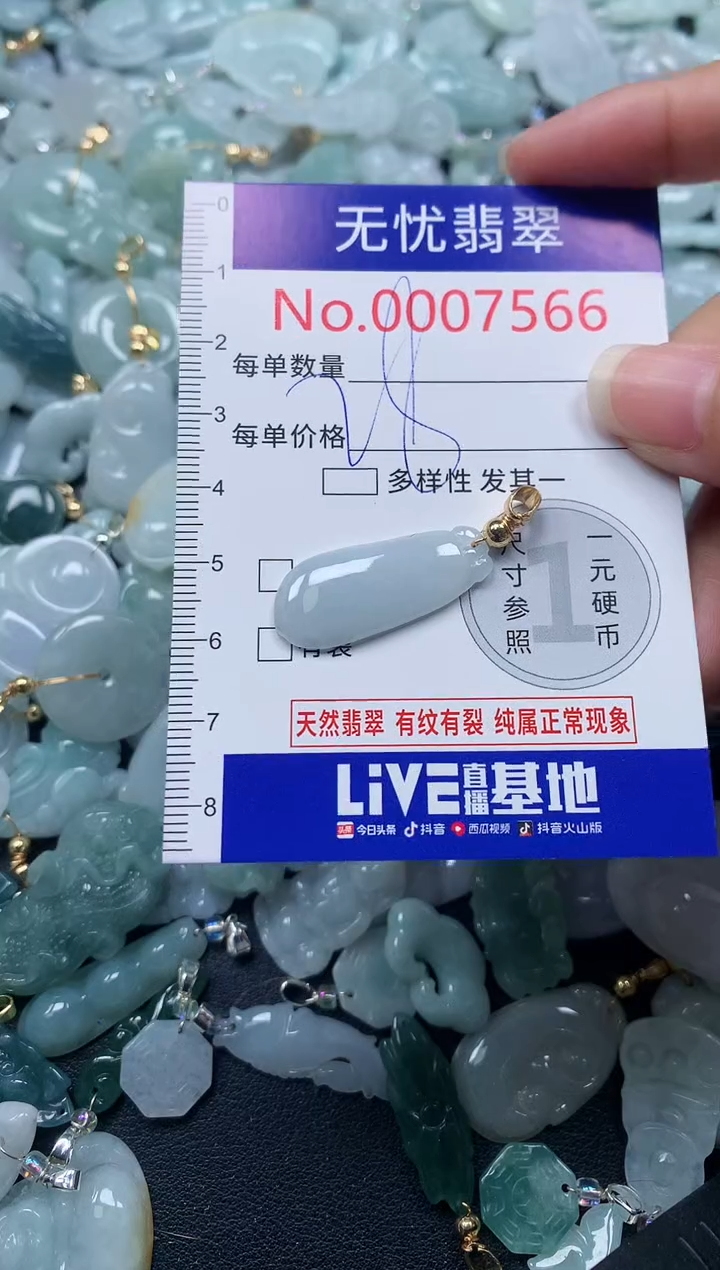 无忧翡翠
No.0007566
每单数量
每单价格
多样性 发其一
尺寸参照
一元硬币
1
有裂
天然翡翠 有纹有裂 纯属正常现象
LiVE直播基地
今日头条 抖音 西瓜视频 抖音火山版
0
1
2
3
4
5
6
7
8